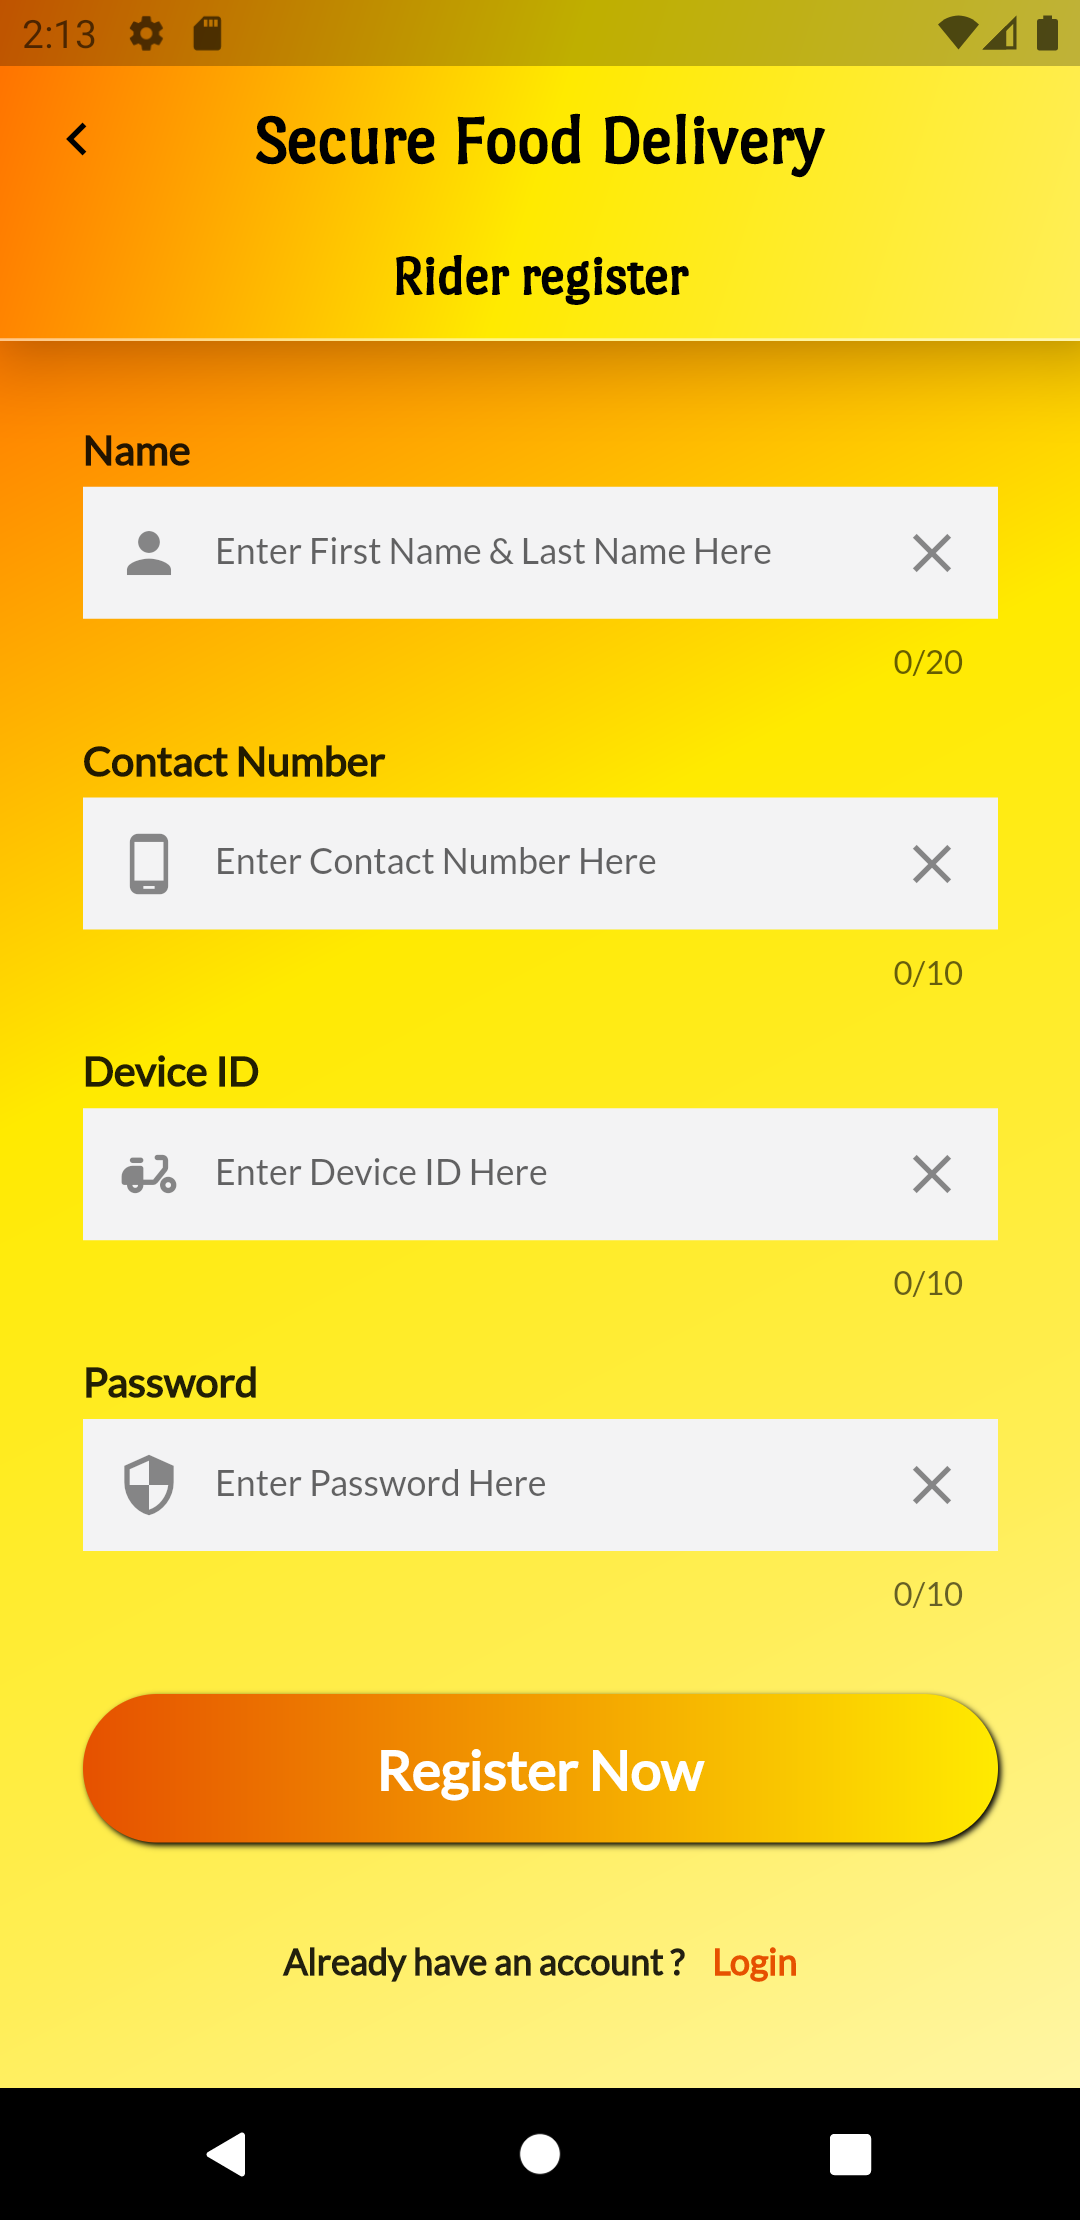 2:13
Secure Food Delivery
Rider register
Name
Enter First Name & Last Name Here
0/20
Contact Number
Enter Contact Number Here
0/10
Device ID
Enter Device ID Here
0/10
Password
Enter Password Here
0/10
Register Now
Already have an account ? Login